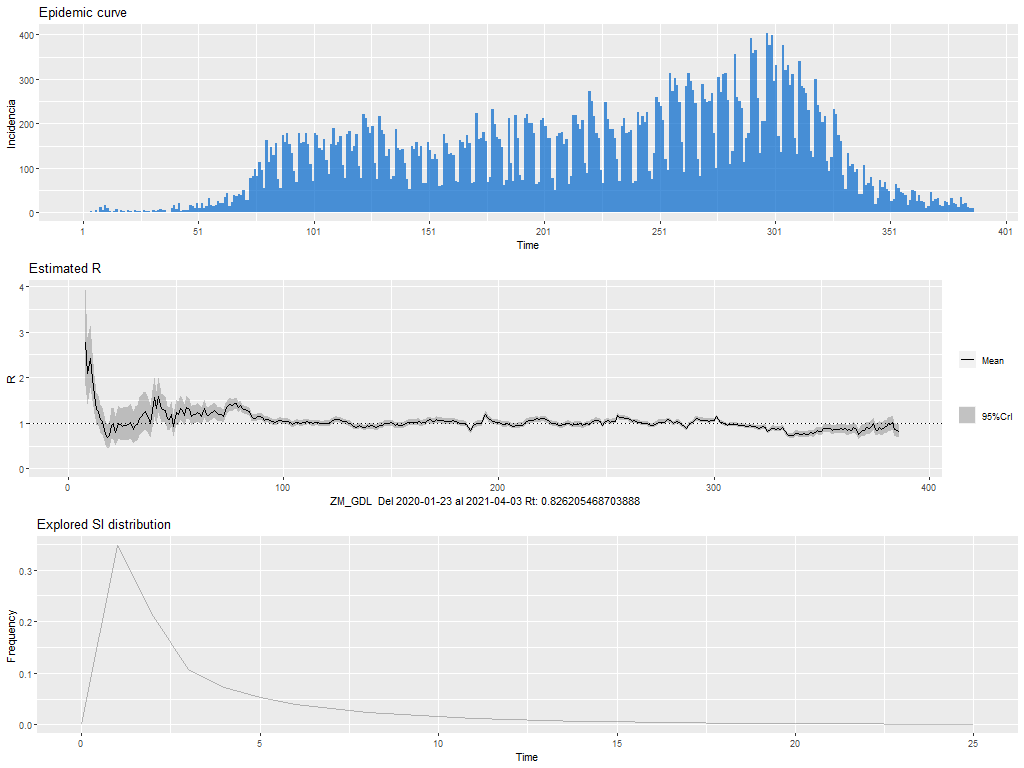 Epidemic curve
400
300
200
100
0
Incidencia
1 51 101 151 201 251 301 351 401
Time
Estimated R
4
3
2
1
0
R
0 100 200 300 400
ZM_GDL Del 2020-01-23 al 2021-04-03 Rt: 0.826205468703888
Mean
95%CrI
Explored SI distribution
0.3
0.2
0.1
0.0
Frequency
0 5 10 15 20 25
Time